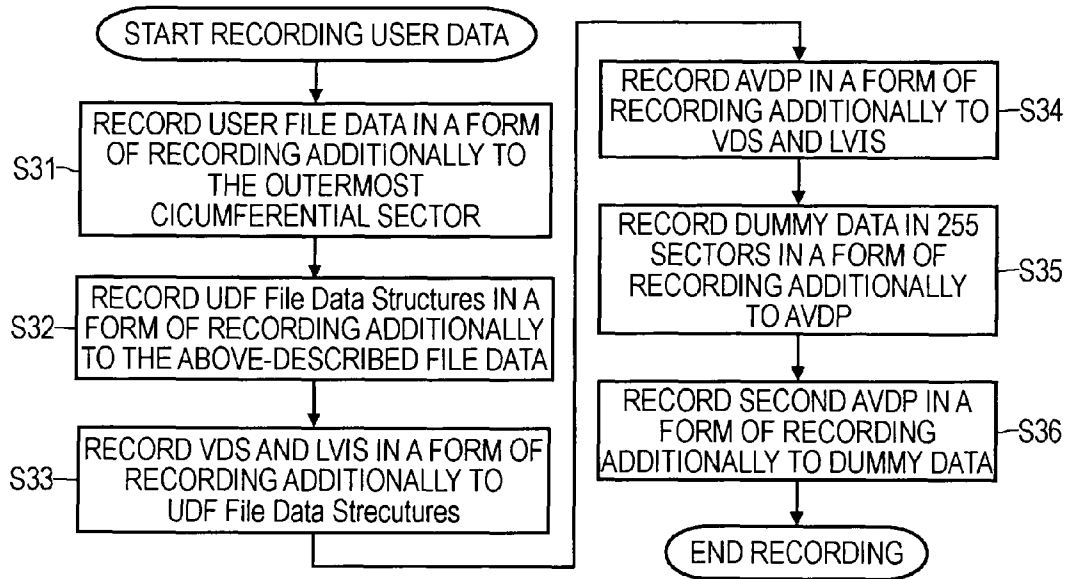 START RECORDING USER DATA
S31
RECORD USER FILE DATA IN A FORM
OF RECORDING ADDITIONALLY TO
THE OUTERMOST
CICUMFERENTIAL SECTOR
S32
RECORD UDF File Data Structures IN A
FORM OF RECORDING ADDITIONALLY
TO THE ABOVE-DESCRIBED FILE DATA
S33
RECORD VDS AND LVIS IN A FORM OF
RECORDING ADDITIONALLY TO
UDF File Data Strecutures
RECORD AVDP IN A FORM OF
RECORDING ADDITIONALLY TO
VDS AND LVIS
S34
RECORD DUMMY DATA IN 255
SECTORS IN A FORM OF
RECORDING ADDITIONALLY
TO AVDP
S35
RECORD SECOND AVDP IN A
FORM OF RECORDING
ADDITIONALLY TO DUMMY DATA
S36
END RECORDING